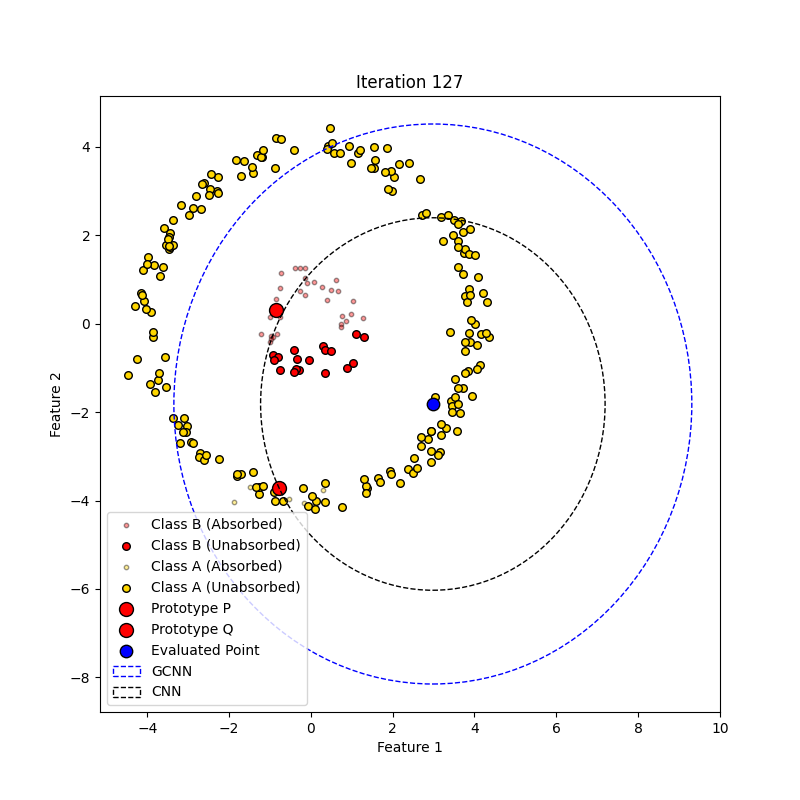 Iteration 127
Feature 2
4
2
0
−2
−4
−6
−8
Class B (Absorbed)
Class B (Unabsorbed)
Class A (Absorbed)
Class A (Unabsorbed)
Prototype P
Prototype Q
Evaluated Point
GCNN
CNN
−4 −2 0 2 4 6 8 10
Feature 1